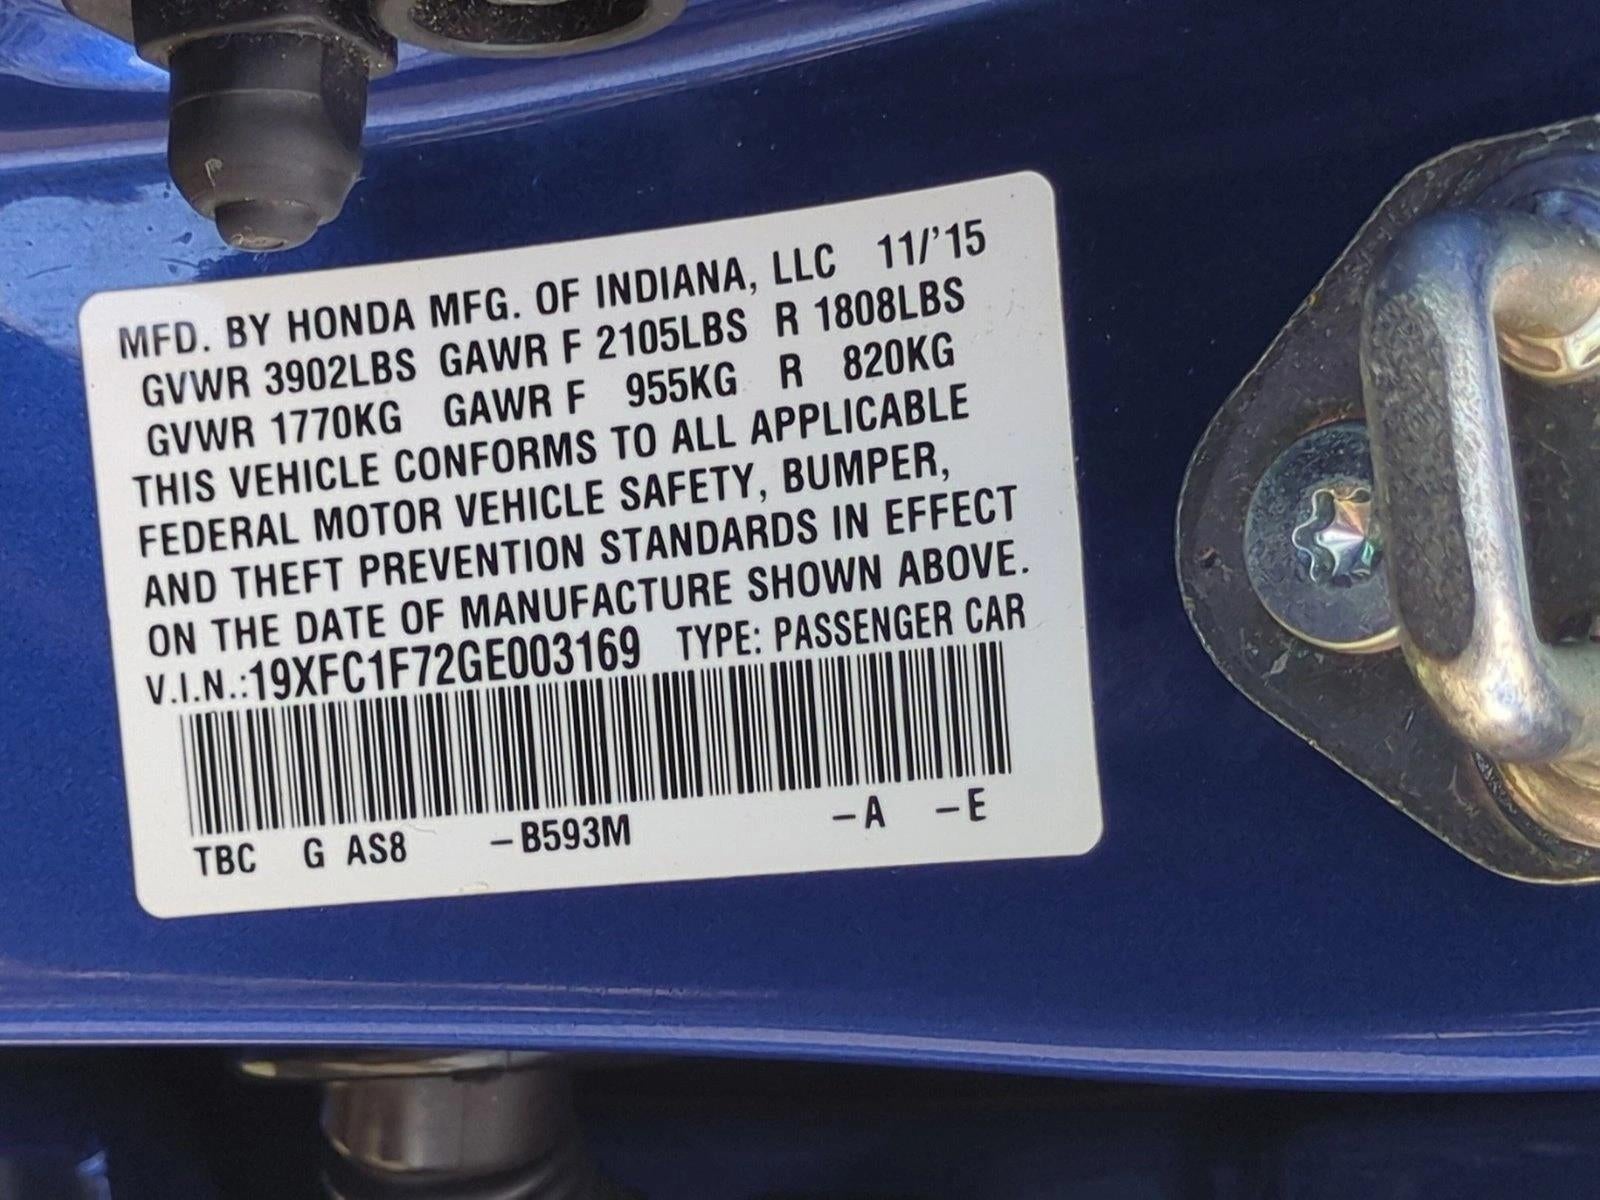 MFD. BY HONDA MFG. OF INDIANA, LLC 11/'15
GVWR 3902LBS GAWR F 2105LBS R 1808LBS
GVWR 1770KG GAWR F 955KG R 820KG
THIS VEHICLE CONFORMS TO ALL APPLICABLE
FEDERAL MOTOR VEHICLE SAFETY, BUMPER,
AND THEFT PREVENTION STANDARDS IN EFFECT
ON THE DATE OF MANUFACTURE SHOWN ABOVE.
V.I.N.:19XFC1F72GE003169 TYPE: PASSENGER CAR
TBC G AS8 -B593M -A -E